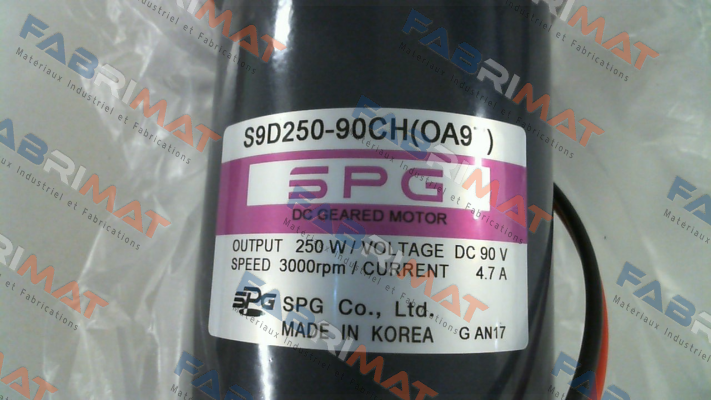 S9D250-90CH(OA9 )
SPG
DC GEARED MOTOR
OUTPUT 250 W / VOLTAGE DC 90 V
SPEED 3000rpm / CURRENT 4.7 A
SPG SPG Co., Ltd.
MADE IN KOREA G AN17
FABRIMAT
Materiaux Industriel et Fabrications